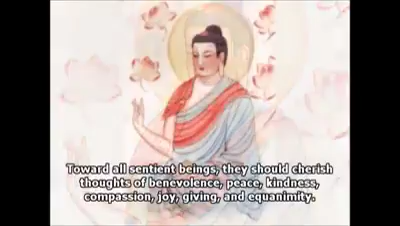 Toward all sentient beings, they should cherish
thoughts of benevolence, peace, kindness,
compassion, joy, giving, and equanimity.